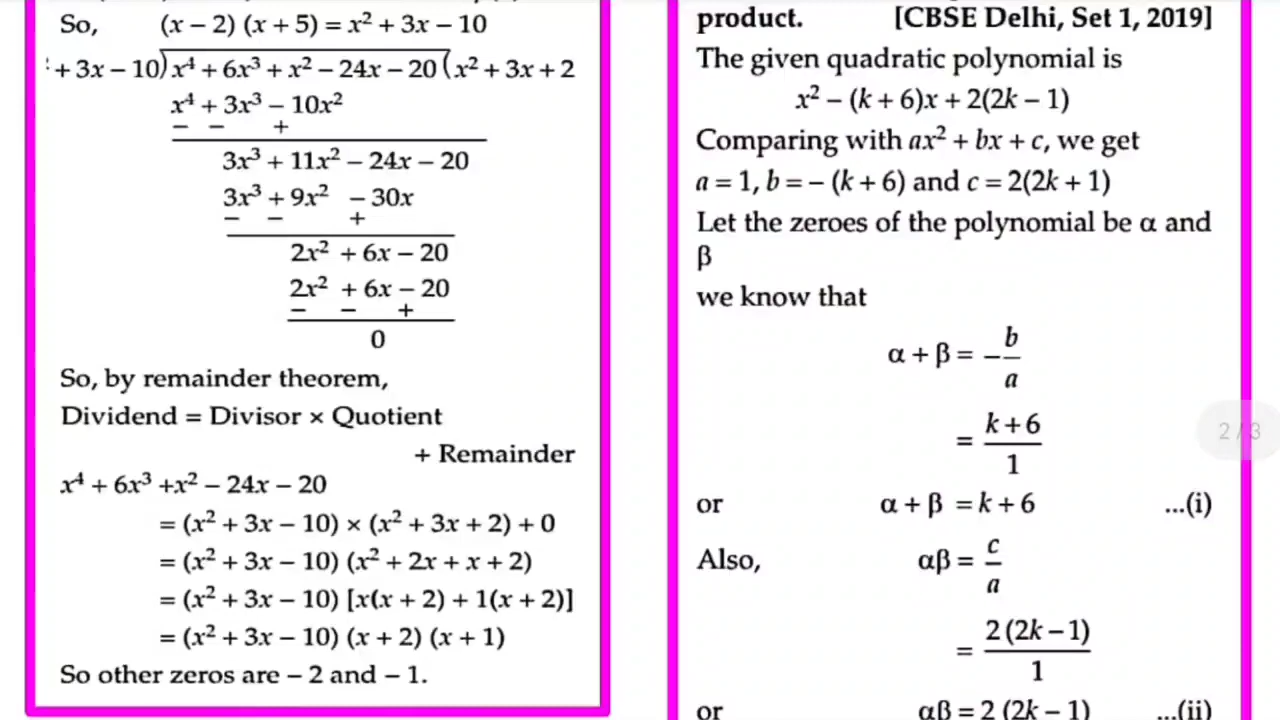 So, (x – 2) (x + 5) = x² + 3x – 10
+ 3x – 10)x⁴ + 6x³ + x² – 24x – 20(x² + 3x + 2
x⁴ + 3x³ – 10x²
– – +
3x³ + 11x² – 24x – 20
3x³ + 9x² – 30x
– – +
2x² + 6x – 20
2x² + 6x – 20
– – +
0
So, by remainder theorem,
Dividend = Divisor × Quotient
+ Remainder
x⁴ + 6x³ +x² – 24x – 20
= (x² + 3x – 10) × (x² + 3x + 2) + 0
= (x² + 3x – 10) (x² + 2x + x + 2)
= (x² + 3x – 10) [x(x + 2) + 1(x + 2)]
= (x² + 3x – 10) (x + 2) (x + 1)
So other zeros are – 2 and – 1.
product. [CBSE Delhi, Set 1, 2019]
The given quadratic polynomial is
x² – (k + 6)x + 2(2k – 1)
Comparing with ax² + bx + c, we get
a = 1, b = – (k + 6) and c = 2(2k + 1)
Let the zeroes of the polynomial be α and
β
we know that
α + β = –b/a
= k + 6/1
or α + β = k + 6 ...(i)
Also, αβ = c/a
= 2 (2k – 1)/1
or αβ = 2 (2k – 1) ...(ii)
2 / 3